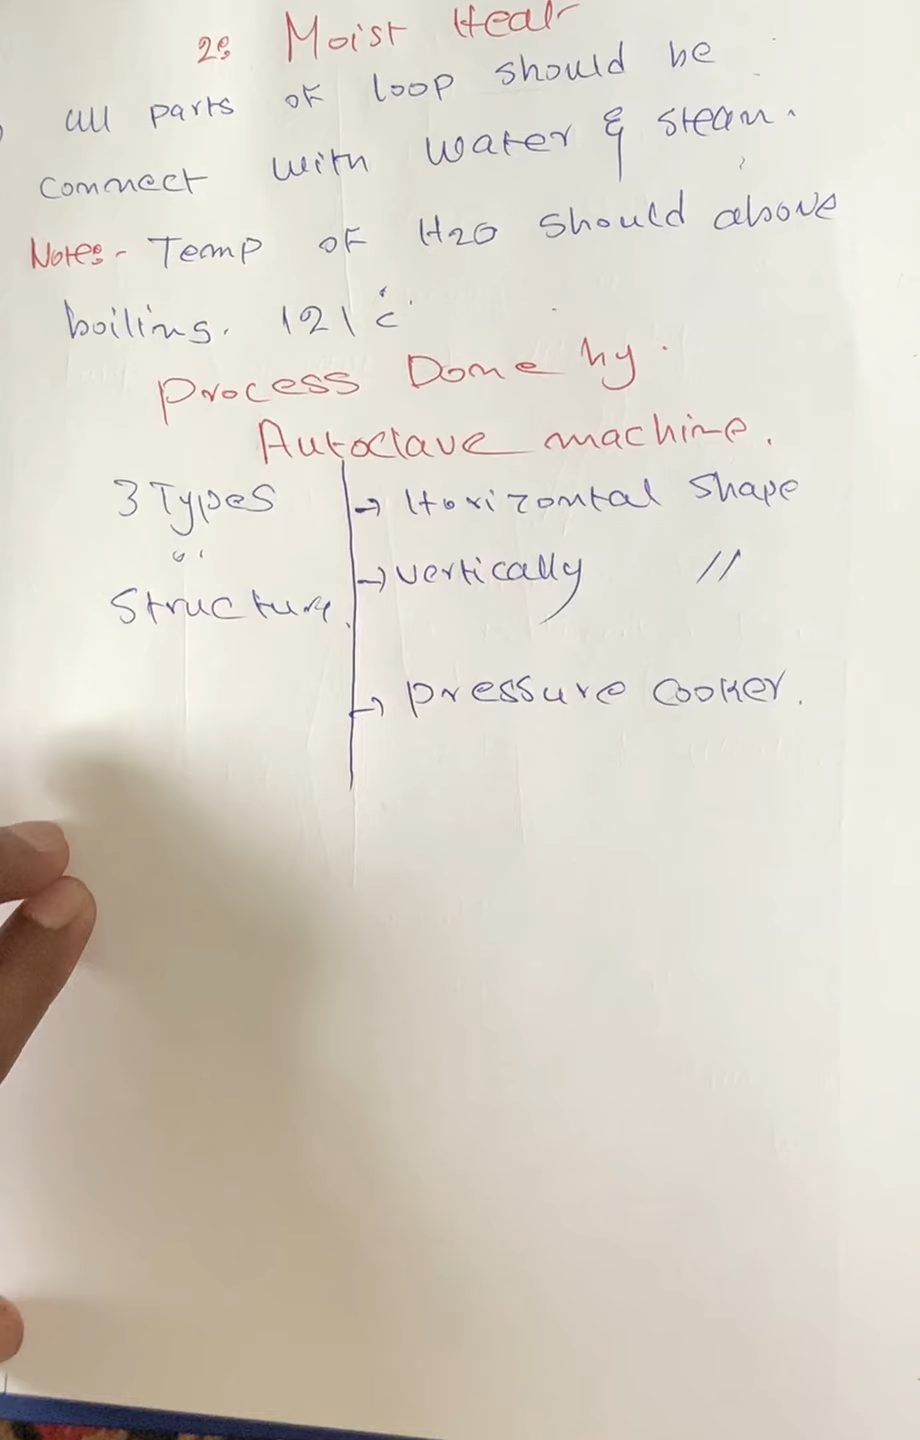 2: Moist Heat
all parts of loop should be
connect with water & steam.
Notes:- Temp of H2O should above
boiling. 121°c
Process Done by.
Autoclave machine.
3 Types → Horizontal shape
Structure. → vertically //
→ Pressure Cooker.